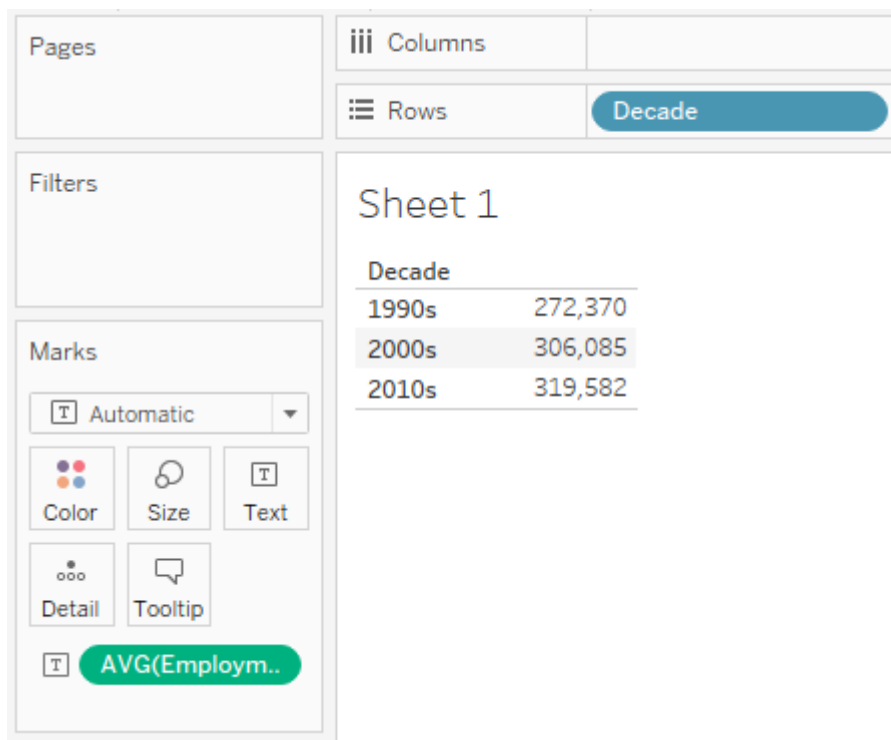 Pages
Columns
Rows
Decade
Filters
Sheet 1
Decade
1990s 272,370
2000s 306,085
2010s 319,582
Marks
T Automatic
Color Size T Text
Detail Tooltip
T AVG(Employm..